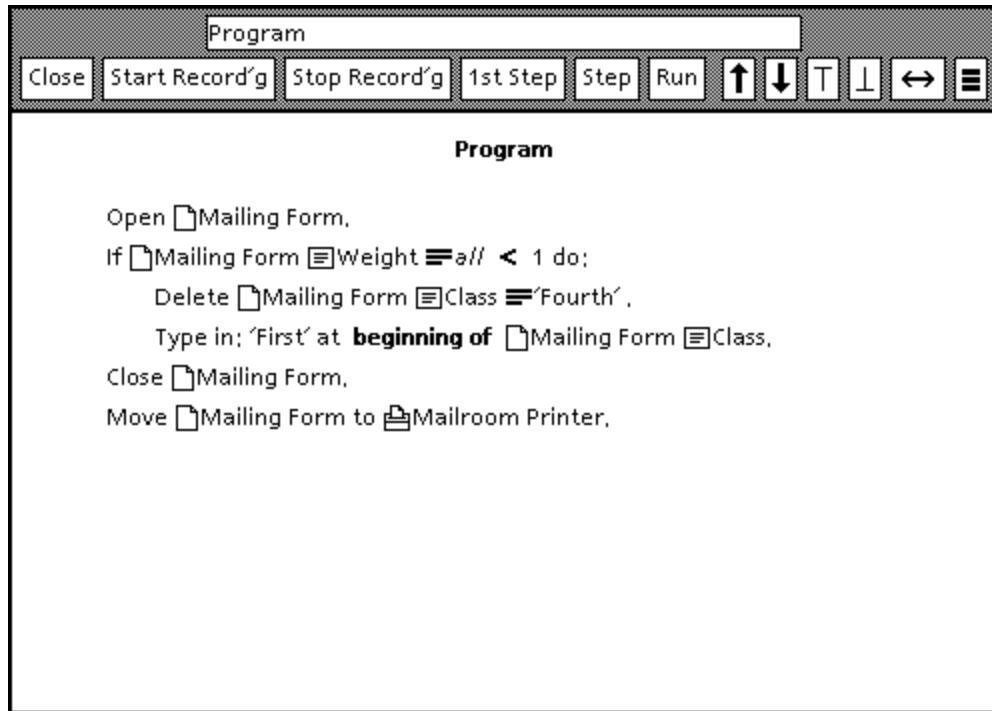 Program
Close Start Record´g Stop Record´g 1st Step Step Run
Program
Open Mailing Form.
If Mailing Form Weight all < 1 do:
Delete Mailing Form Class ´Fourth´ .
Type in: ´First´ at beginning of Mailing Form Class.
Close Mailing Form.
Move Mailing Form to Mailroom Printer.